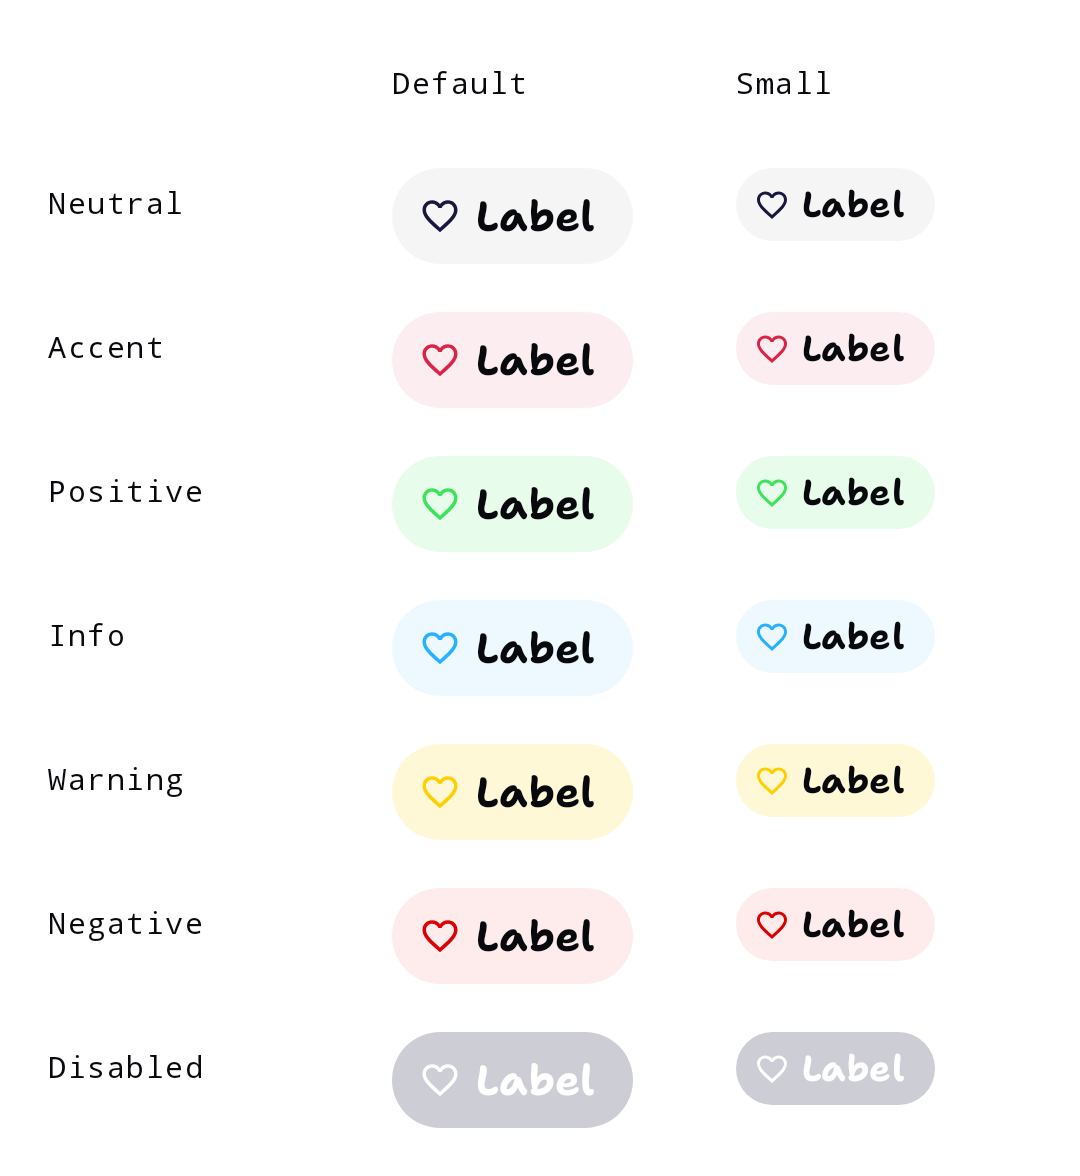 Default Small
Neutral Label Label
Accent Label Label
Positive Label Label
Info Label Label
Warning Label Label
Negative Label Label
Disabled Label Label